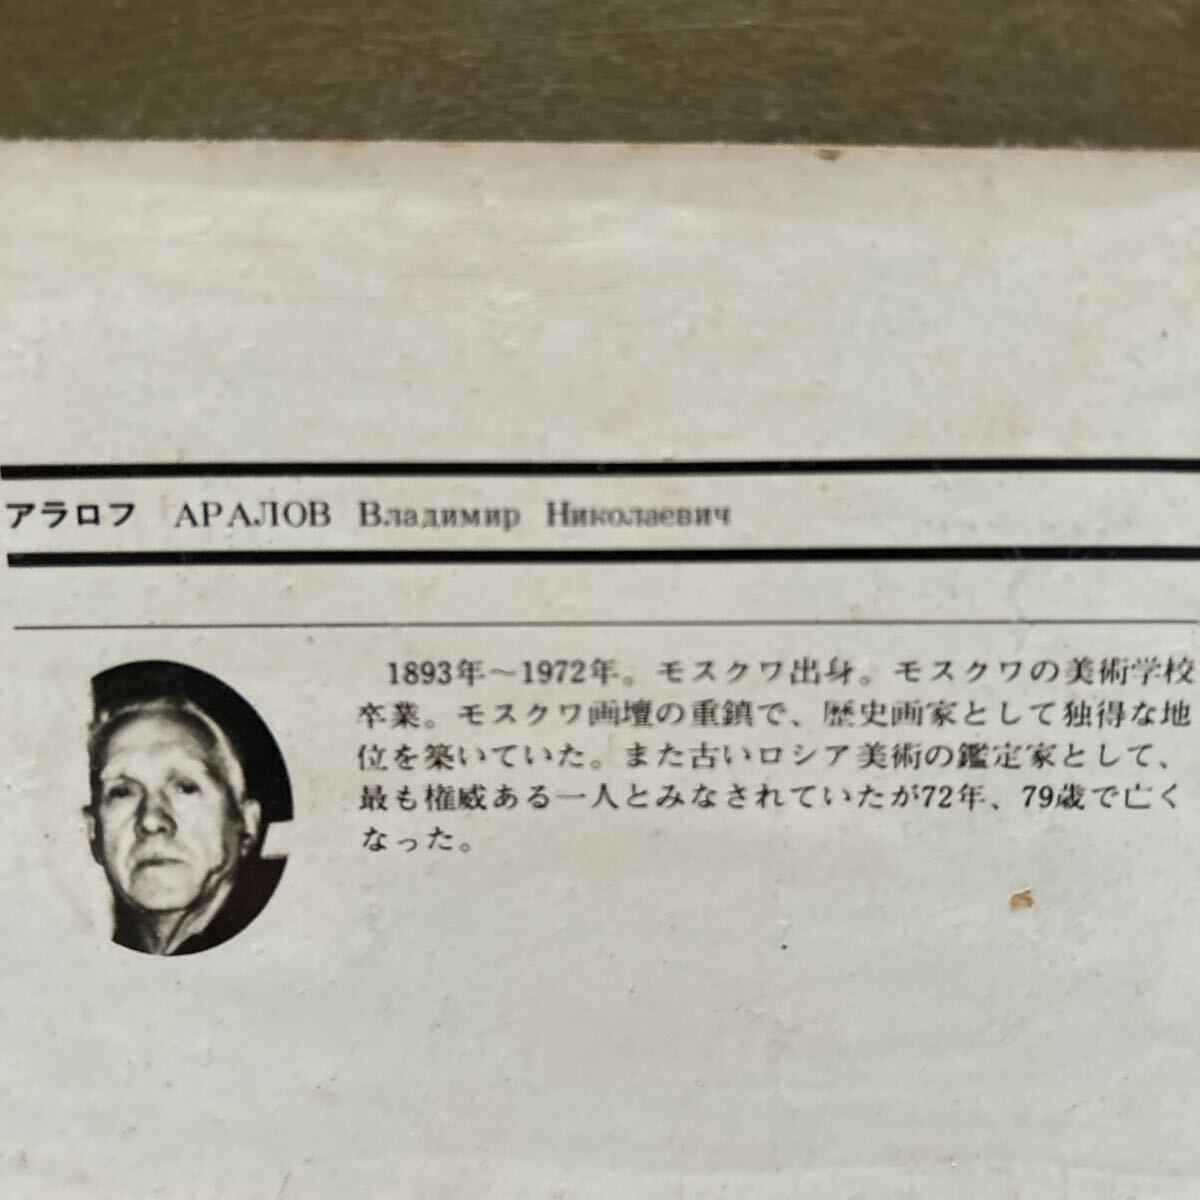 アラロフ АРАЛОВ Владимир Николаевич
1893年～1972年。モスクワ出身。モスクワの美術学校
卒業。モスクワ画壇の重鎮で、歴史画家として独得な地
位を築いていた。また古いロシア美術の鑑定家として、
最も権威ある一人とみなされていたが72年、79歳で亡く
なった。